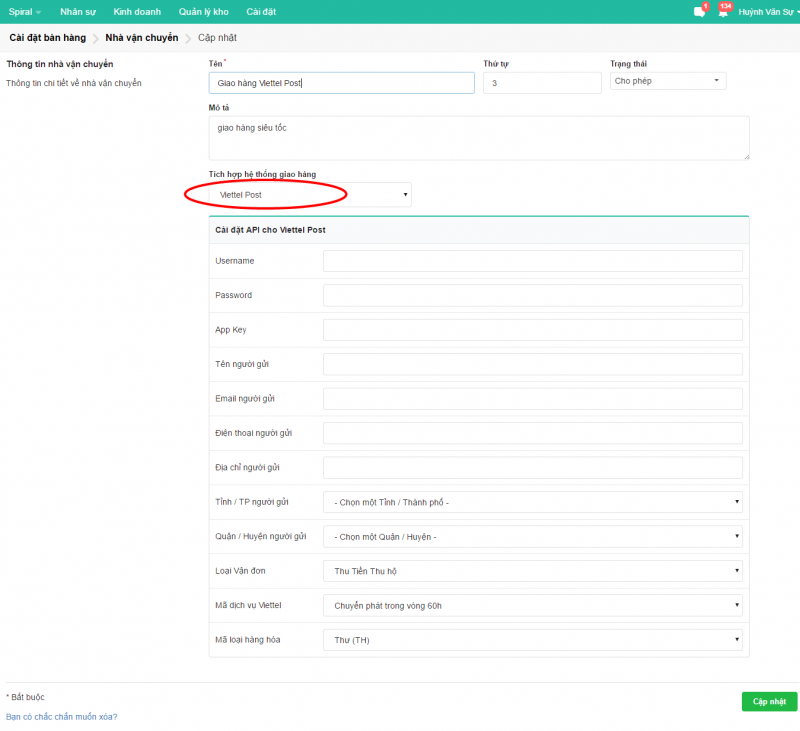 Spiral Nhân sự Kinh doanh Quản lý kho Cài đặt 1 134 Huỳnh Văn Sự
Cài đặt bán hàng Nhà vận chuyển Cập nhật
Thông tin nhà vận chuyển
Thông tin chi tiết về nhà vận chuyển
Tên * Thứ tự Trạng thái
Giao hàng Viettel Post 3 Cho phép
Mô tả
giao hàng siêu tốc
Tích hợp hệ thống giao hàng
Viettel Post
Cài đặt API cho Viettel Post
Username
Password
App Key
Tên người gửi
Email người gửi
Điện thoại người gửi
Địa chỉ người gửi
Tỉnh / TP người gửi - Chọn một Tỉnh / Thành phố -
Quận / Huyện người gửi - Chọn một Quận / Huyện -
Loại Vận đơn Thu Tiền Thu hộ
Mã dịch vụ Viettel Chuyển phát trong vòng 60h
Mã loại hàng hóa Thư (TH)
* Bắt buộc
Cập nhật
Bạn có chắc chắn muốn xóa?